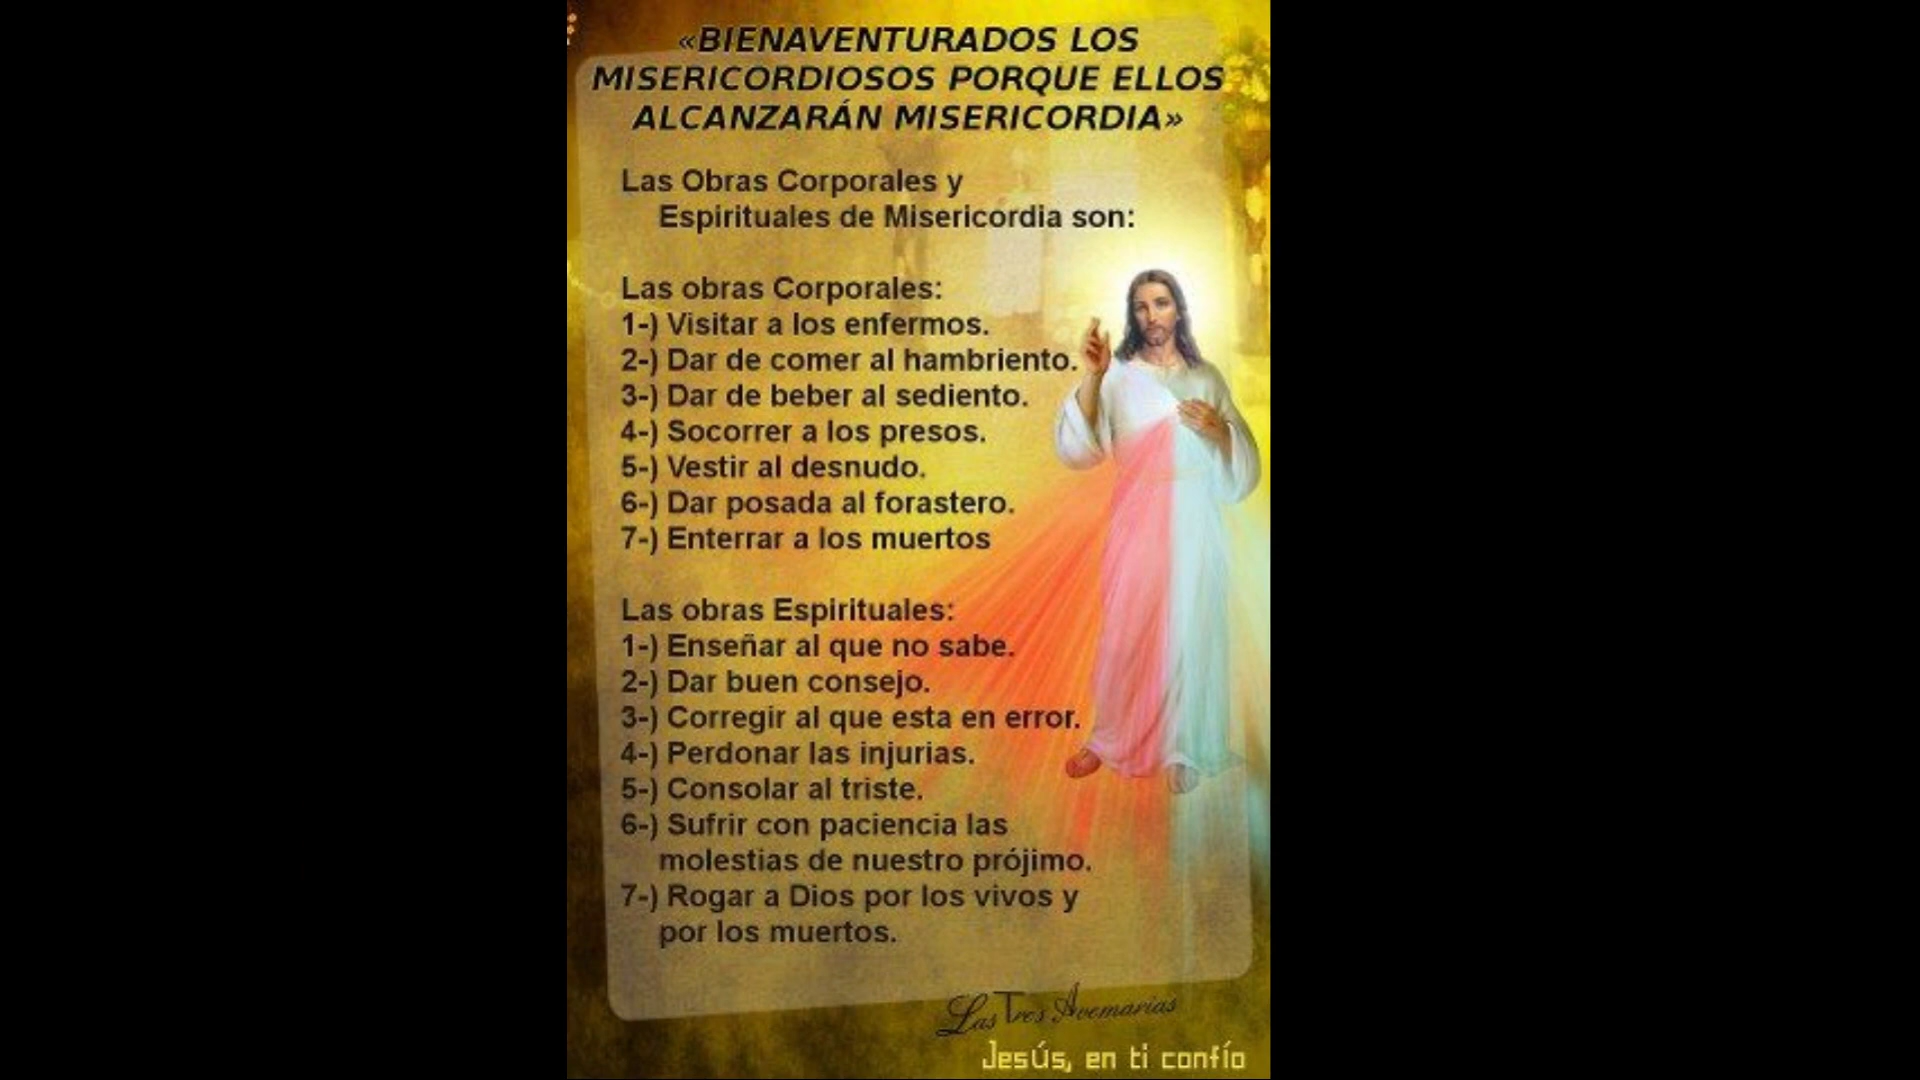 «BIENAVENTURADOS LOS
MISERICORDIOSOS PORQUE ELLOS
ALCANZARÁN MISERICORDIA»
Las Obras Corporales y
Espirituales de Misericordia son:
Las obras Corporales:
1-) Visitar a los enfermos.
2-) Dar de comer al hambriento.
3-) Dar de beber al sediento.
4-) Socorrer a los presos.
5-) Vestir al desnudo.
6-) Dar posada al forastero.
7-) Enterrar a los muertos
Las obras Espirituales:
1-) Enseñar al que no sabe.
2-) Dar buen consejo.
3-) Corregir al que esta en error.
4-) Perdonar las injurias.
5-) Consolar al triste.
6-) Sufrir con paciencia las
molestias de nuestro prójimo.
7-) Rogar a Dios por los vivos y
por los muertos.
Las Tres Avemarias
Jesús, en ti confío